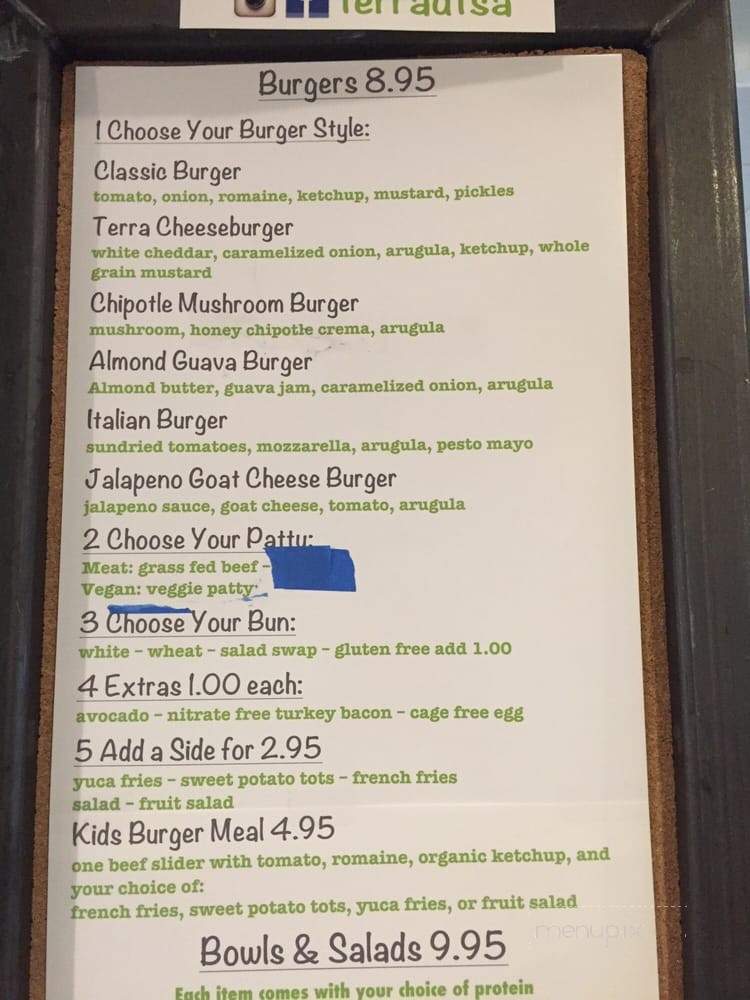 Terradisa
Burgers 8.95
1 Choose Your Burger Style:
Classic Burger
tomato, onion, romaine, ketchup, mustard, pickles
Terra Cheeseburger
white cheddar, caramelized onion, arugula, ketchup, whole
grain mustard
Chipotle Mushroom Burger
mushroom, honey chipotle crema, arugula
Almond Guava Burger
Almond butter, guava jam, caramelized onion, arugula
Italian Burger
sundried tomatoes, mozzarella, arugula, pesto mayo
Jalapeno Goat Cheese Burger
jalapeno sauce, goat cheese, tomato, arugula
2 Choose Your Patty:
Meat: grass fed beef -
Vegan: veggie patty
3 Choose Your Bun:
white - wheat - salad swap - gluten free add 1.00
4 Extras 1.00 each:
avocado - nitrate free turkey bacon - cage free egg
5 Add a Side for 2.95
yuca fries - sweet potato tots - french fries
salad - fruit salad
Kids Burger Meal 4.95
one beef slider with tomato, romaine, organic ketchup, and
your choice of:
french fries, sweet potato tots, yuca fries, or fruit salad
menupix
Bowls & Salads 9.95
Each item comes with your choice of protein